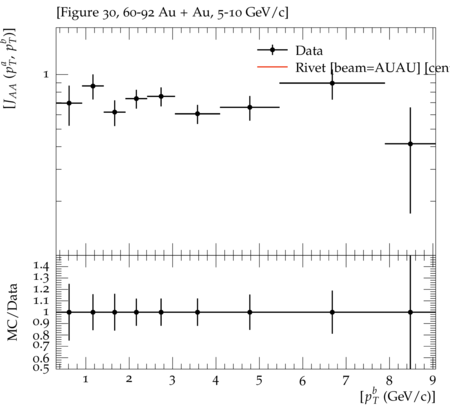 [Figure 30, 60-92 Au + Au, 5-10 GeV/c]
[J_AA (p_T^a, p_T^b)]
1
Data
Rivet [beam=AUAU] [cen
MC/Data
1.4
1.3
1.2
1.1
1
0.9
0.8
0.7
0.6
0.5
1 2 3 4 5 6 7 8 9
[p_T^b (GeV/c)]